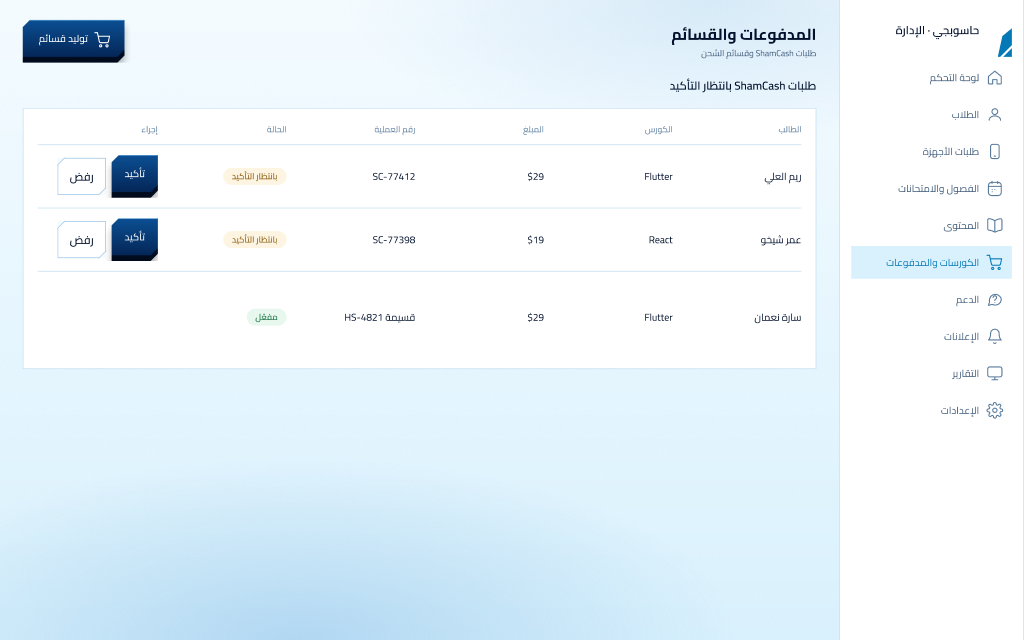 حاسوبجي · الإدارة
لوحة التحكم
الطلاب
طلبات الأجهزة
الفصول والامتحانات
المحتوى
الكورسات والمدفوعات
الدعم
الإعلانات
التقارير
الإعدادات
المدفوعات والقسائم
طلبات ShamCash وقسائم الشحن
توليد قسائم
طلبات ShamCash بانتظار التأكيد
الطالب الكورس المبلغ رقم العملية الحالة إجراء
ريم العلي Flutter $29 SC-77412 بانتظار التأكيد تأكيد رفض
عمر شيخو React $19 SC-77398 بانتظار التأكيد تأكيد رفض
سارة نعمان Flutter $29 قسيمة HS-4821 مفعّل